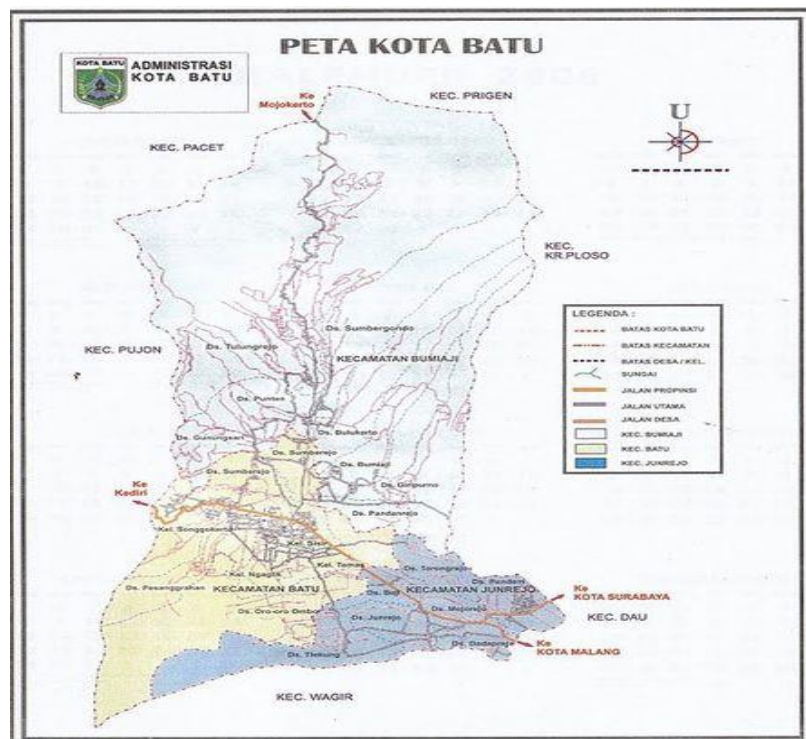 PETA KOTA BATU
KOTA BATU
ADMINISTRASI
KOTA BATU
Ke
Mojokerto
KEC. PRIGEN
U
KEC. PACET
KEC.
KR.PLOSO
KEC. PUJON
Ds. Sumbergondo
Ds. Tulungrejo
KECAMATAN BUMIAJI
Ds. Punten
Ds. Bulukerto
Ds. Gunungsari
Ds. Sumberejo
Ds. Sumberejo
Ds. Bumiaji
Ds. Giripurno
Ds. Pandanrejo
Ke
Kediri
Kel. Songgokerto
Kel. Sisir
Kel. Temas
Kel. Ngaglik
Ds. Pesanggrahan
KECAMATAN BATU
Ds. Oro-oro Ombo
Ds. Torongrejo
Ds. Pendem
Ds. Beji
KECAMATAN JUNREJO
Ds. Mojorejo
Ds. Junrejo
Ds. Dadaprejo
Ds. Tlekung
Ke
KOTA SURABAYA
KEC. DAU
Ke
KOTA MALANG
KEC. WAGIR
LEGENDA :
BATAS KOTA BATU
BATAS KECAMATAN
BATAS DESA / KEL.
SUNGAI
JALAN PROPINSI
JALAN UTAMA
JALAN DESA
KEC. BUMIAJI
KEC. BATU
KEC. JUNREJO